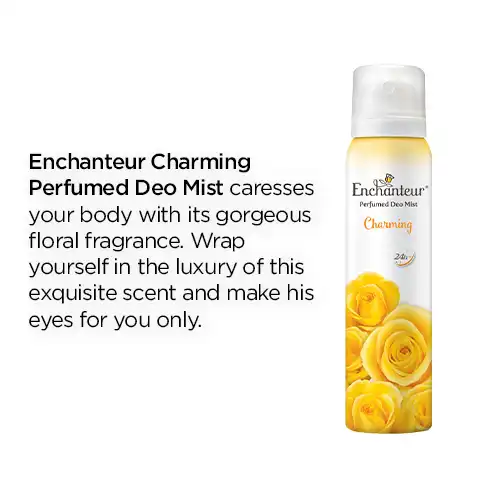 Enchanteur Charming
Perfumed Deo Mist caresses
your body with its gorgeous
floral fragrance. Wrap
yourself in the luxury of this
exquisite scent and make his
eyes for you only.
Enchanteur
Perfumed Deo Mist
Charming
24h